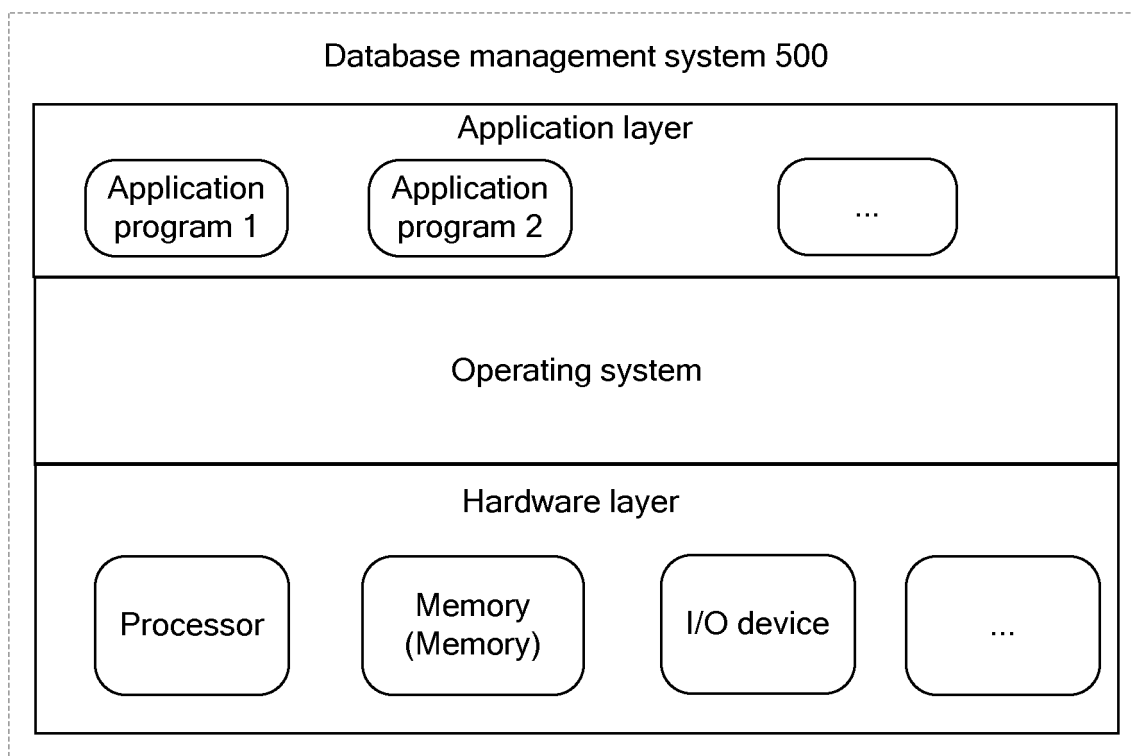 Database management system 500
Application layer
Application
program 1
Application
program 2
...
Operating system
Hardware layer
Processor
Memory
(Memory)
I/O device
...